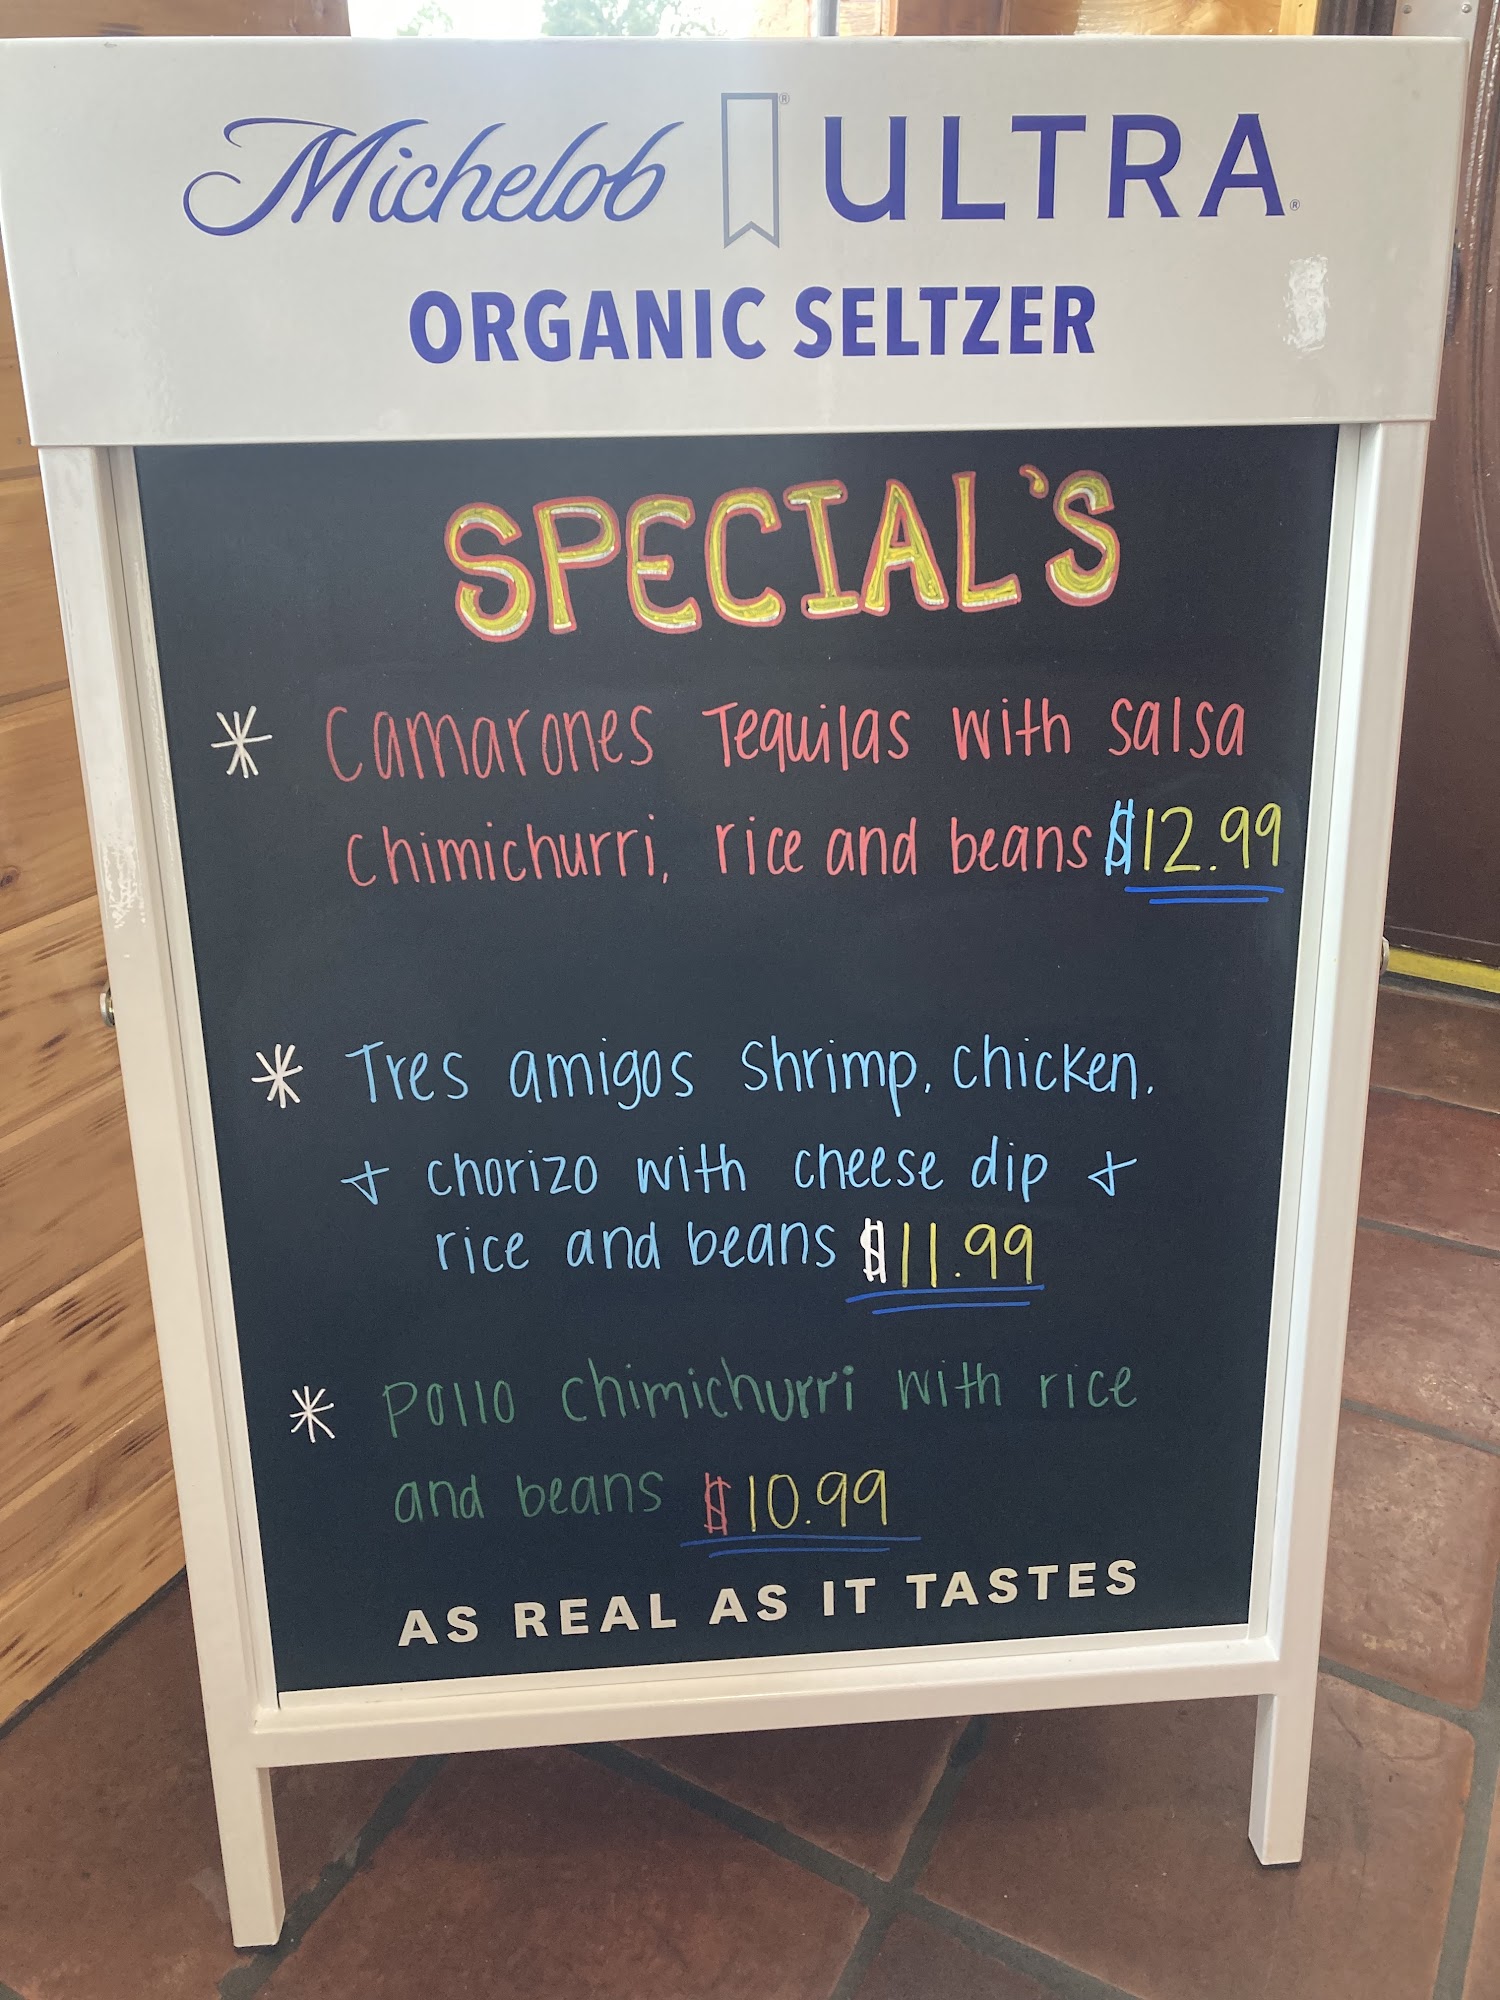 Michelob ULTRA®
ORGANIC SELTZER
SPECIAL'S
* Camarones Tequilas with salsa
chimichurri, rice and beans $12.99
* Tres amigos shrimp, chicken,
+ chorizo with cheese dip +
rice and beans $11.99
* Pollo chimichurri with rice
and beans $10.99
AS REAL AS IT TASTES